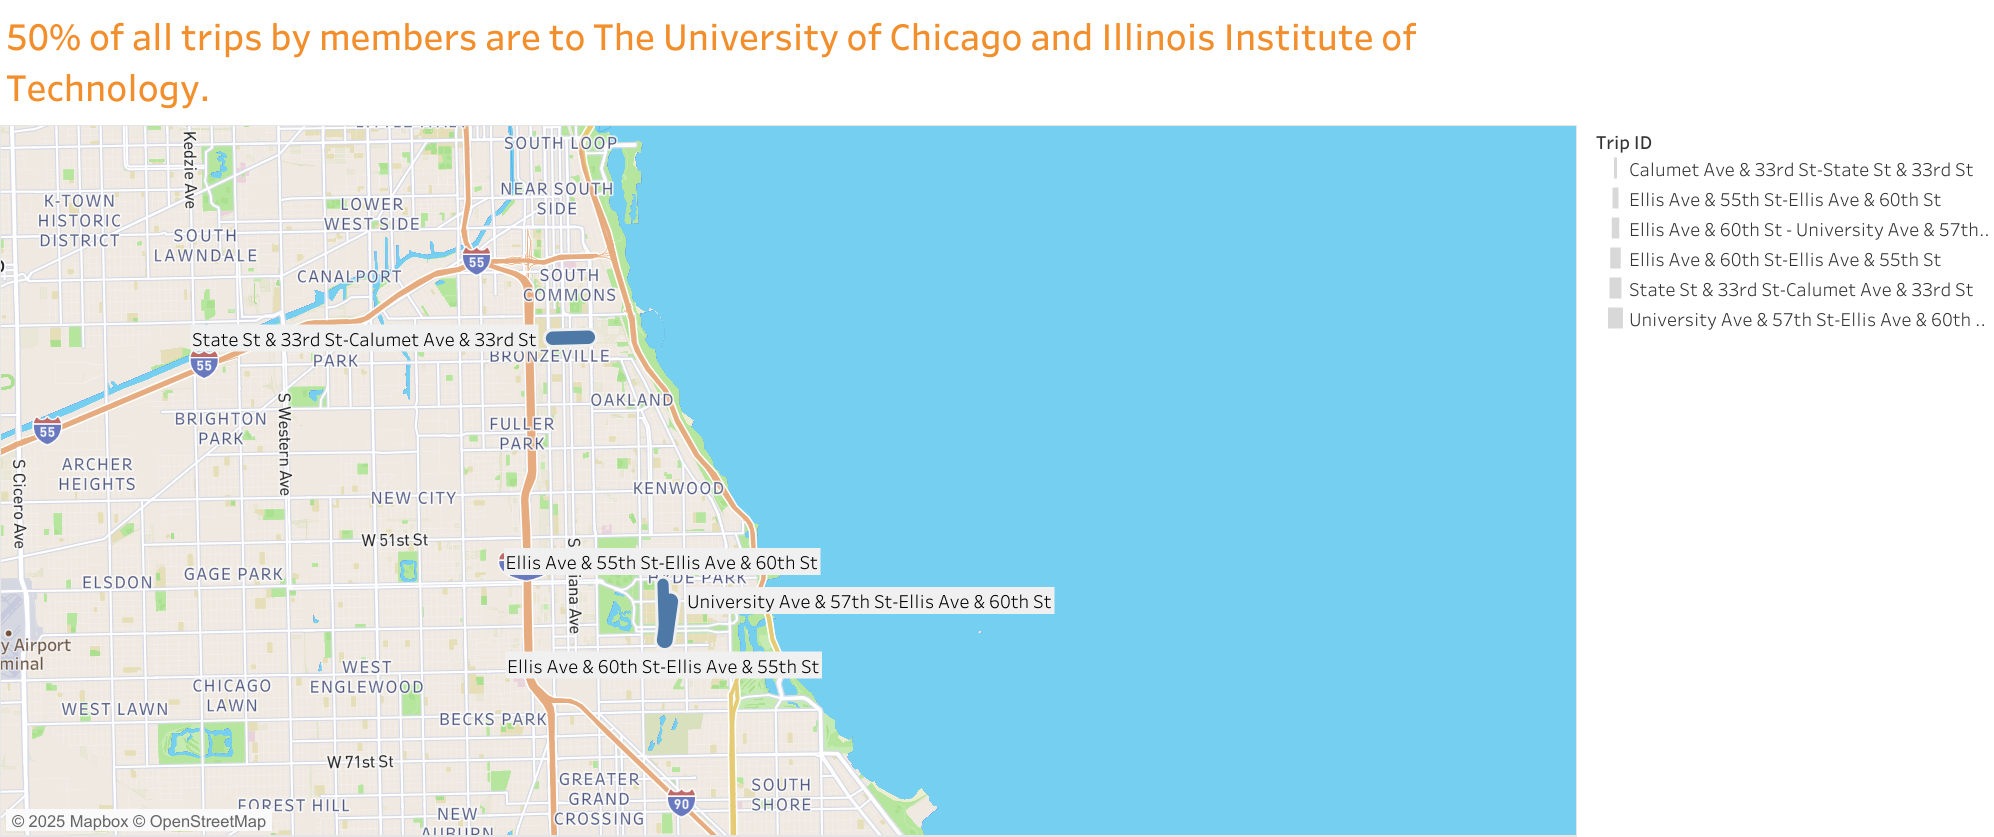 50% of all trips by members are to The University of Chicago and Illinois Institute of
Technology.
Trip ID
Calumet Ave & 33rd St-State St & 33rd St
Ellis Ave & 55th St-Ellis Ave & 60th St
Ellis Ave & 60th St - University Ave & 57th..
Ellis Ave & 60th St-Ellis Ave & 55th St
State St & 33rd St-Calumet Ave & 33rd St
University Ave & 57th St-Ellis Ave & 60th ..
Kedzie Ave
SOUTH LOOP
K-TOWN
HISTORIC
DISTRICT
NEAR SOUTH
SIDE
LOWER
WEST SIDE
SOUTH
LAWNDALE
55
CANALPORT
SOUTH
COMMONS
State St & 33rd St-Calumet Ave & 33rd St
PARK
BRONZEVILLE
55
OAKLAND
BRIGHTON
PARK
S Western Ave
FULLER
PARK
55
ARCHER
HEIGHTS
S Cicero Ave
NEW CITY
KENWOOD
W 51st St
Ellis Ave & 55th St-Ellis Ave & 60th St
HYDE PARK
ELSDON
GAGE PARK
S
iana Ave
University Ave & 57th St-Ellis Ave & 60th St
y Airport
minal
WEST
ENGLEWOOD
Ellis Ave & 60th St-Ellis Ave & 55th St
CHICAGO
LAWN
WEST LAWN
BECKS PARK
W 71st St
GREATER
GRAND
CROSSING
SOUTH
SHORE
90
FOREST HILL
NEW
AUBURN
© 2025 Mapbox © OpenStreetMap